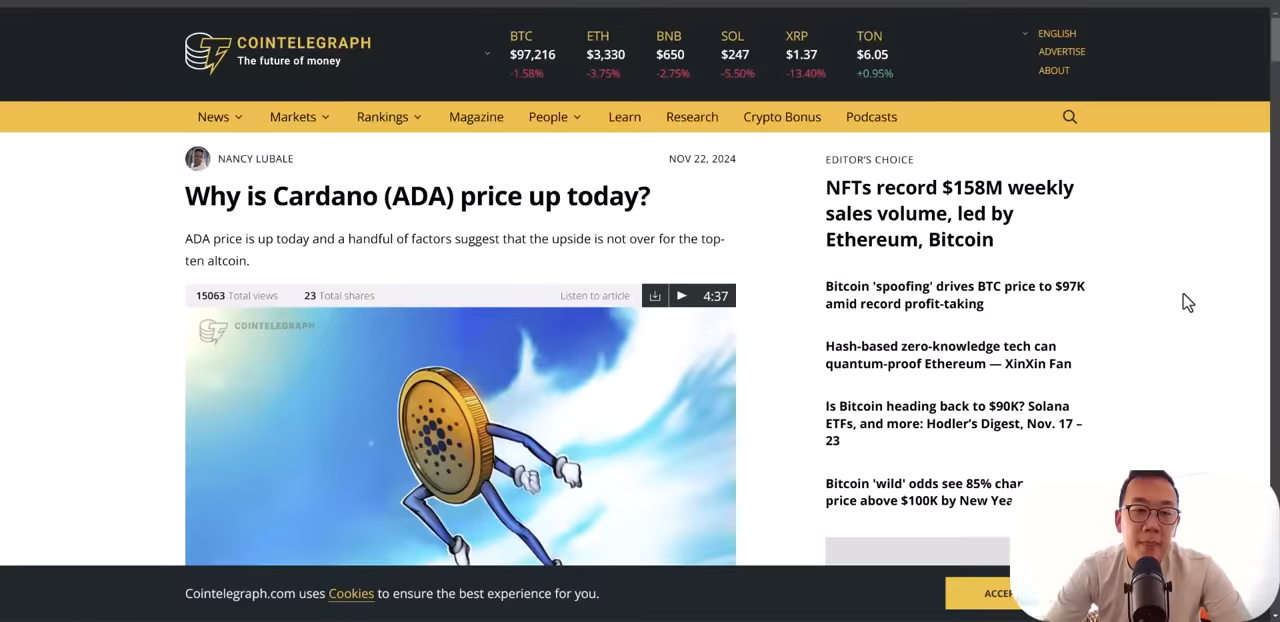 COINTELEGRAPH
The future of money
BTC
$97,216
-1.58%
ETH
$3,330
-3.75%
BNB
$650
-2.75%
SOL
$247
-5.50%
XRP
$1.37
-13.40%
TON
$6.05
+0.95%
ENGLISH
ADVERTISE
ABOUT
News Markets Rankings Magazine People Learn Research Crypto Bonus Podcasts
NANCY LUBALE
NOV 22, 2024
Why is Cardano (ADA) price up today?
ADA price is up today and a handful of factors suggest that the upside is not over for the top-
ten altcoin.
15063 Total views 23 Total shares Listen to article 4:37
COINTELEGRAPH
EDITOR'S CHOICE
NFTs record $158M weekly
sales volume, led by
Ethereum, Bitcoin
Bitcoin 'spoofing' drives BTC price to $97K
amid record profit-taking
Hash-based zero-knowledge tech can
quantum-proof Ethereum — XinXin Fan
Is Bitcoin heading back to $90K? Solana
ETFs, and more: Hodler's Digest, Nov. 17 –
23
Bitcoin 'wild' odds see 85%
price above $100K by New
Cointelegraph.com uses Cookies to ensure the best experience for you.